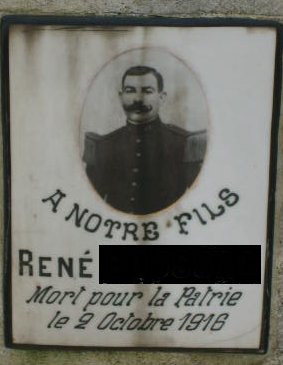 A NOTRE FILS
RENÉ
Mort pour la Patrie
le 2 Octobre 1916